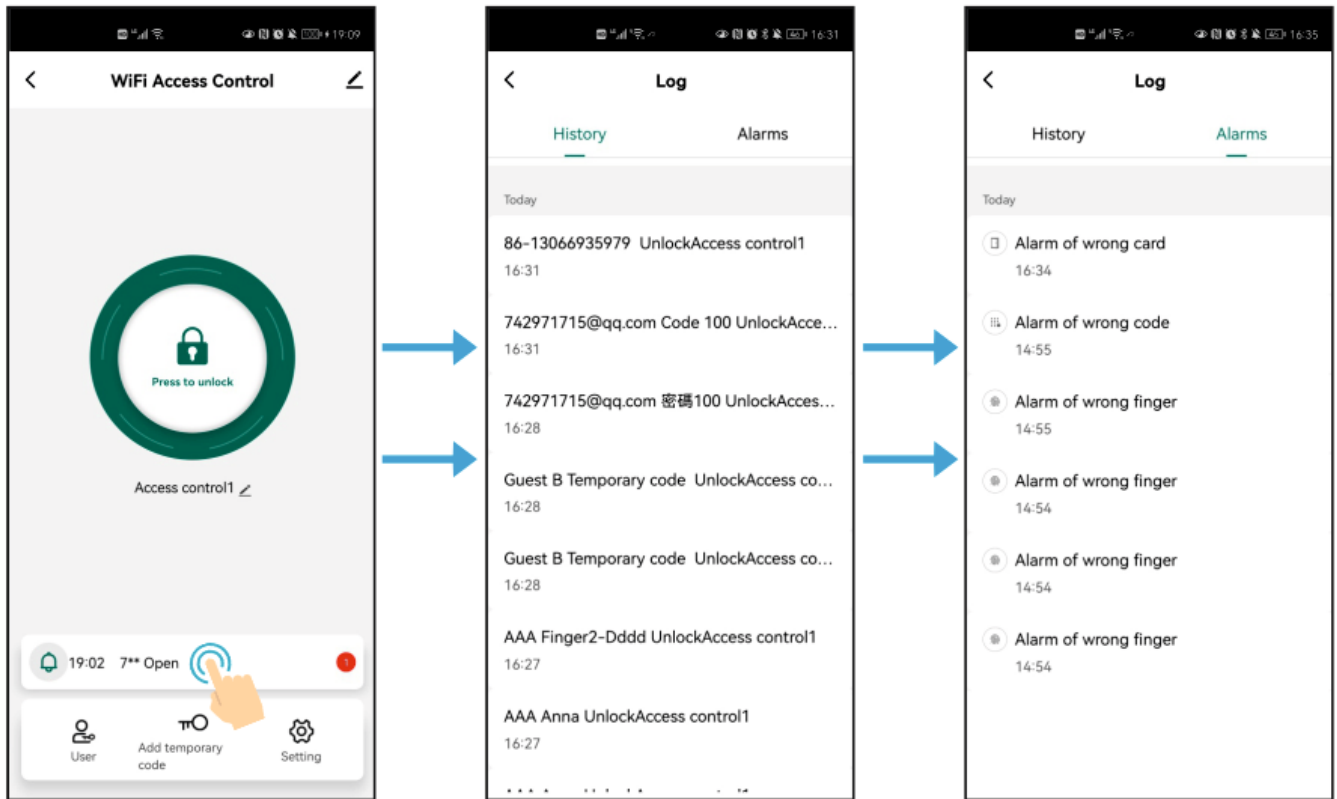 19:09
WiFi Access Control
Press to unlock
Access control1
19:02 7** Open
1
User
Add temporary
code
Setting
16:31
Log
History Alarms
Today
86-13066935979 UnlockAccess control1
16:31
742971715@qq.com Code 100 UnlockAcce...
16:31
742971715@qq.com 密碼100 UnlockAcces...
16:28
Guest B Temporary code UnlockAccess co...
16:28
Guest B Temporary code UnlockAccess co...
16:28
AAA Finger2-Dddd UnlockAccess control1
16:27
AAA Anna UnlockAccess control1
16:27
16:35
Log
History Alarms
Today
Alarm of wrong card
16:34
Alarm of wrong code
14:55
Alarm of wrong finger
14:55
Alarm of wrong finger
14:54
Alarm of wrong finger
14:54
Alarm of wrong finger
14:54